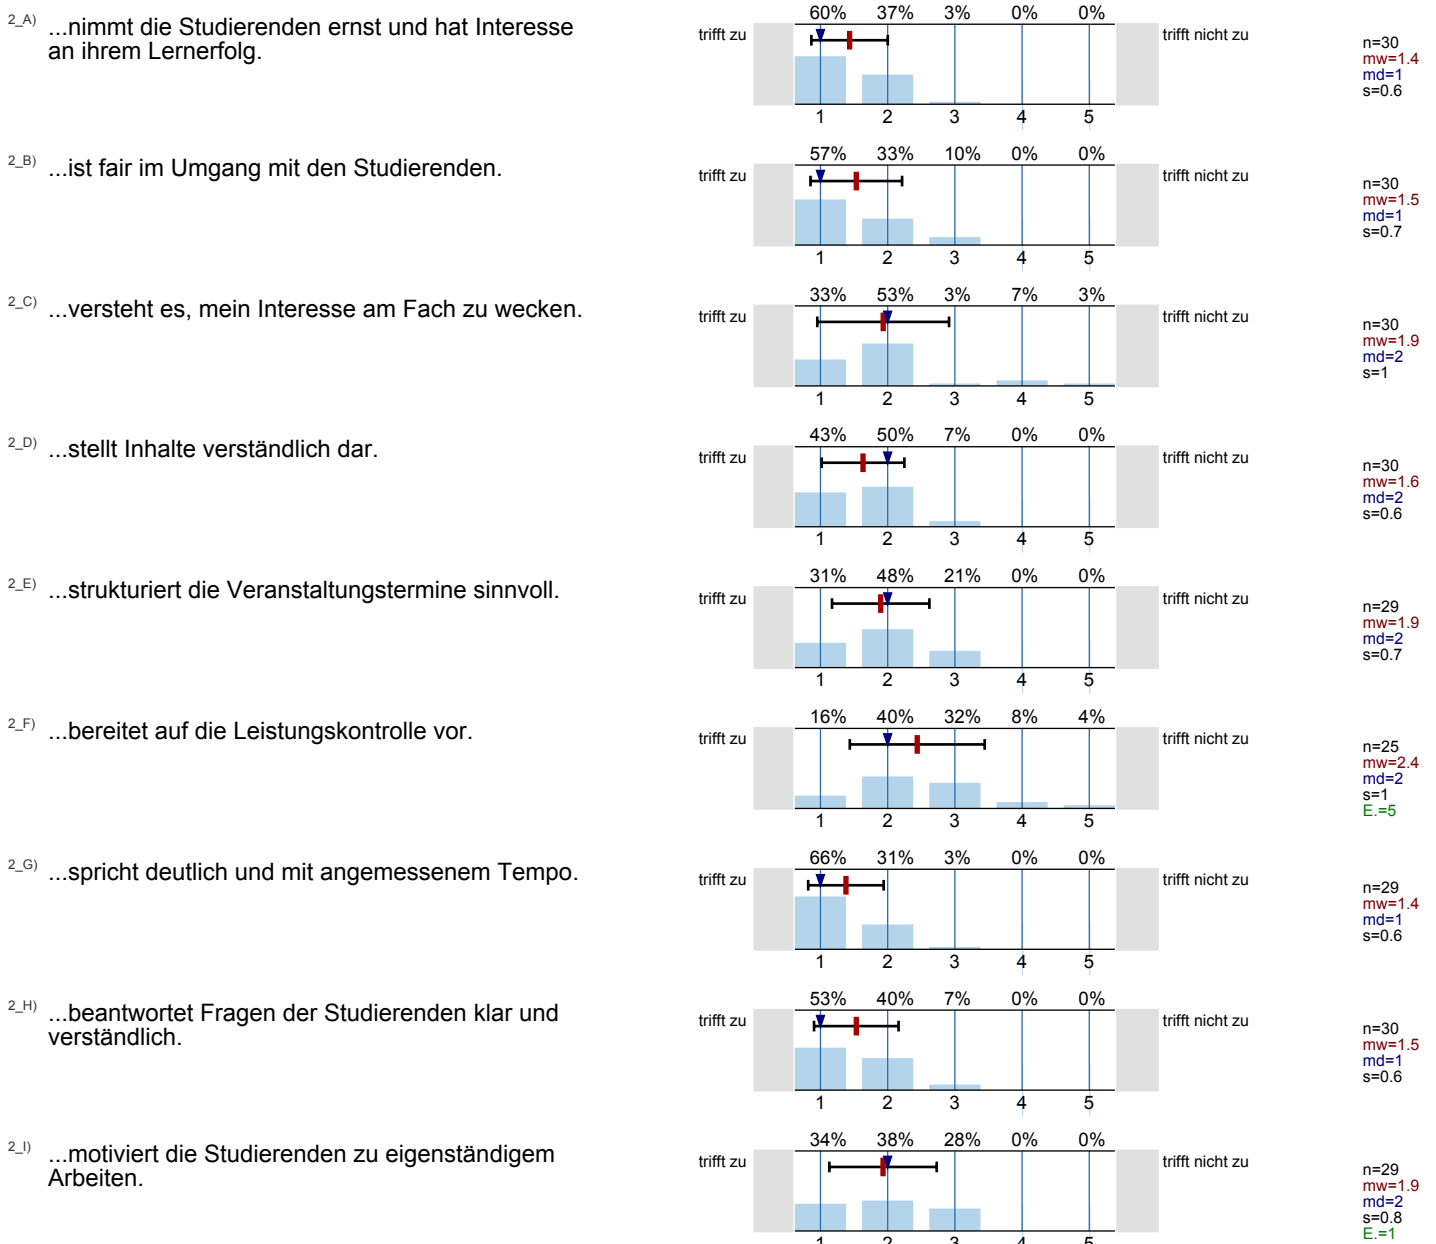 2_A) ...nimmt die Studierenden ernst und hat Interesse
an ihrem Lernerfolg.
60% 37% 3% 0% 0%
trifft zu trifft nicht zu
1 2 3 4 5
n=30
mw=1.4
md=1
s=0.6
2_B) ...ist fair im Umgang mit den Studierenden.
57% 33% 10% 0% 0%
trifft zu trifft nicht zu
1 2 3 4 5
n=30
mw=1.5
md=1
s=0.7
2_C) ...versteht es, mein Interesse am Fach zu wecken.
33% 53% 3% 7% 3%
trifft zu trifft nicht zu
1 2 3 4 5
n=30
mw=1.9
md=2
s=1
2_D) ...stellt Inhalte verständlich dar.
43% 50% 7% 0% 0%
trifft zu trifft nicht zu
1 2 3 4 5
n=30
mw=1.6
md=2
s=0.6
2_E) ...strukturiert die Veranstaltungstermine sinnvoll.
31% 48% 21% 0% 0%
trifft zu trifft nicht zu
1 2 3 4 5
n=29
mw=1.9
md=2
s=0.7
2_F) ...bereitet auf die Leistungskontrolle vor.
16% 40% 32% 8% 4%
trifft zu trifft nicht zu
1 2 3 4 5
n=25
mw=2.4
md=2
s=1
E.=5
2_G) ...spricht deutlich und mit angemessenem Tempo.
66% 31% 3% 0% 0%
trifft zu trifft nicht zu
1 2 3 4 5
n=29
mw=1.4
md=1
s=0.6
2_H) ...beantwortet Fragen der Studierenden klar und
verständlich.
53% 40% 7% 0% 0%
trifft zu trifft nicht zu
1 2 3 4 5
n=30
mw=1.5
md=1
s=0.6
2_I) ...motiviert die Studierenden zu eigenständigem
Arbeiten.
34% 38% 28% 0% 0%
trifft zu trifft nicht zu
1 2 3 4 5
n=29
mw=1.9
md=2
s=0.8
E.=1